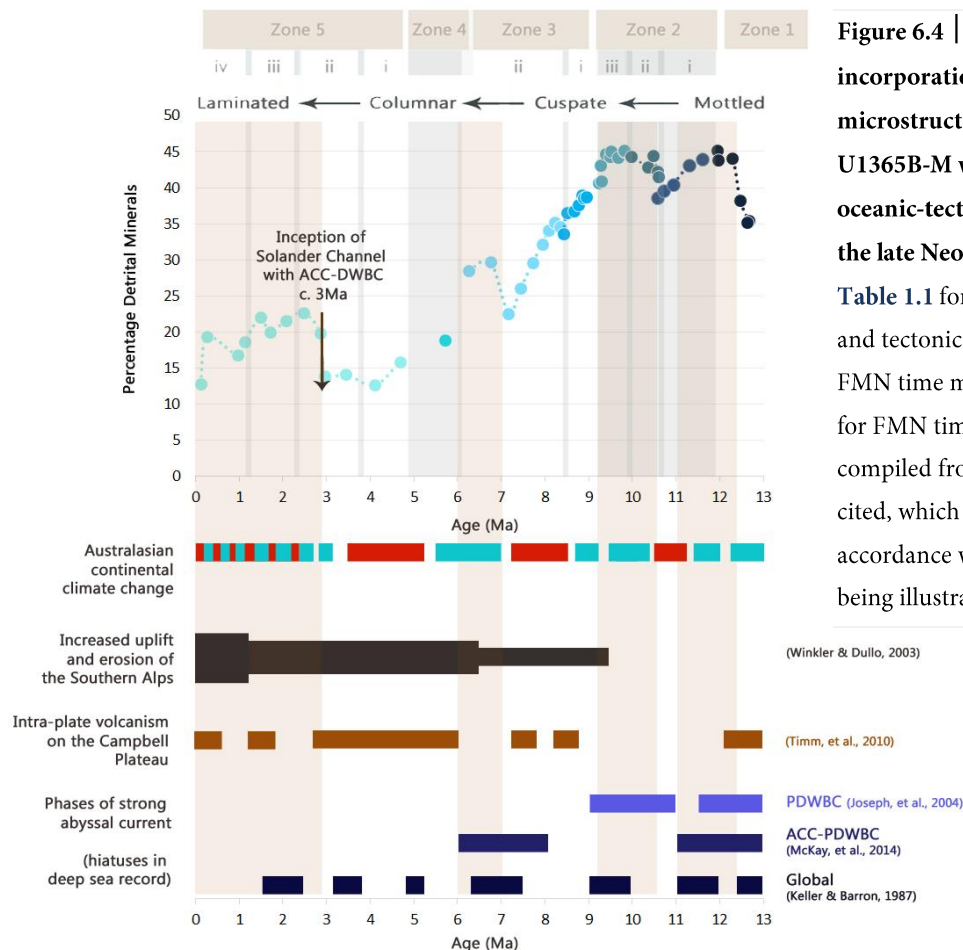 Zone 5 Zone 4 Zone 3 Zone 2 Zone 1
iv iii ii i ii i iii ii i
Laminated Columnar Cuspate Mottled
50
45
40
35
30
25
20
15
10
5
0
Percentage Detrital Minerals
Inception of
Solander Channel
with ACC-DWBC
c. 3Ma
0 1 2 3 4 5 6 7 8 9 10 11 12 13
Age (Ma)
Australasian
continental
climate change
Increased uplift
and erosion of
the Southern Alps
(Winkler & Dullo, 2003)
Intra-plate volcanism
on the Campbell
Plateau
(Timm, et al., 2010)
Phases of strong
abyssal current
(hiatuses in
deep sea record)
PDWBC (Joseph, et al., 2004)
ACC-PDWBC
(McKay, et al., 2014)
Global
(Keller & Barron, 1987)
0 1 2 3 4 5 6 7 8 9 10 11 12 13
Age (Ma)
Figure 6.4 |
incorporatio
microstruct
U1365B-M w
oceanic-tect
the late Neo
Table 1.1 for
and tectonic
FMN time m
for FMN tim
compiled fro
cited, which
accordance w
being illustra